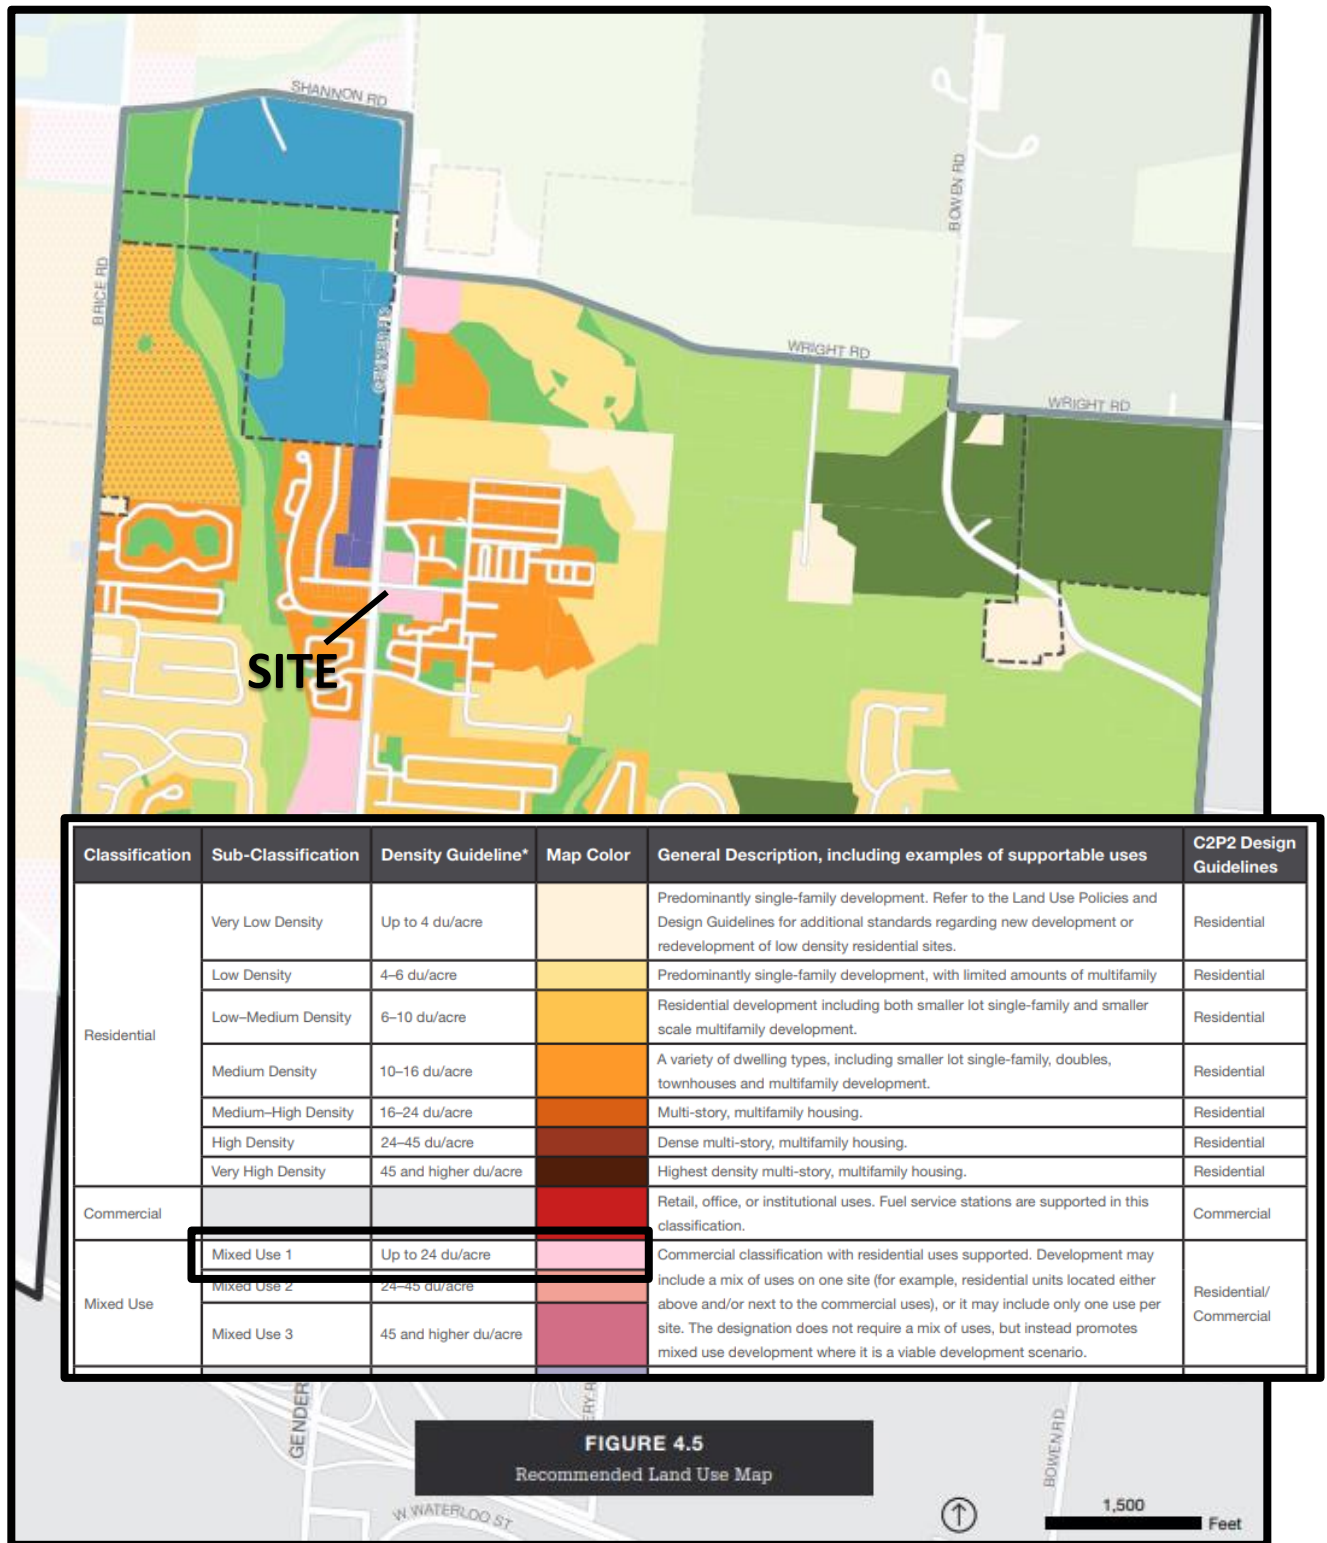 SHANNON RD
BOWEN RD
BRICE RD
WRIGHT RD
WRIGHT RD
SITE
Classification Sub-Classification Density Guideline* Map Color General Description, including examples of supportable uses C2P2 Design Guidelines
Residential
Very Low Density Up to 4 du/acre Predominantly single-family development. Refer to the Land Use Policies and
Design Guidelines for additional standards regarding new development or
redevelopment of low density residential sites. Residential
Low Density 4–6 du/acre Predominantly single-family development, with limited amounts of multifamily Residential
Low–Medium Density 6–10 du/acre Residential development including both smaller lot single-family and smaller
scale multifamily development. Residential
Medium Density 10–16 du/acre A variety of dwelling types, including smaller lot single-family, doubles,
townhouses and multifamily development. Residential
Medium–High Density 16–24 du/acre Multi-story, multifamily housing. Residential
High Density 24–45 du/acre Dense multi-story, multifamily housing. Residential
Very High Density 45 and higher du/acre Highest density multi-story, multifamily housing. Residential
Commercial Retail, office, or institutional uses. Fuel service stations are supported in this
classification. Commercial
Mixed Use
Mixed Use 1 Up to 24 du/acre Commercial classification with residential uses supported. Development may
Mixed Use 2 24–45 du/acre include a mix of uses on one site (for example, residential units located either
above and/or next to the commercial uses), or it may include only one use per
Mixed Use 3 45 and higher du/acre site. The designation does not require a mix of uses, but instead promotes
mixed use development where it is a viable development scenario.
Residential/
Commercial
GENDER
ERY R
BOWEN RD
FIGURE 4.5
Recommended Land Use Map
W WATERLOO ST
1,500
Feet